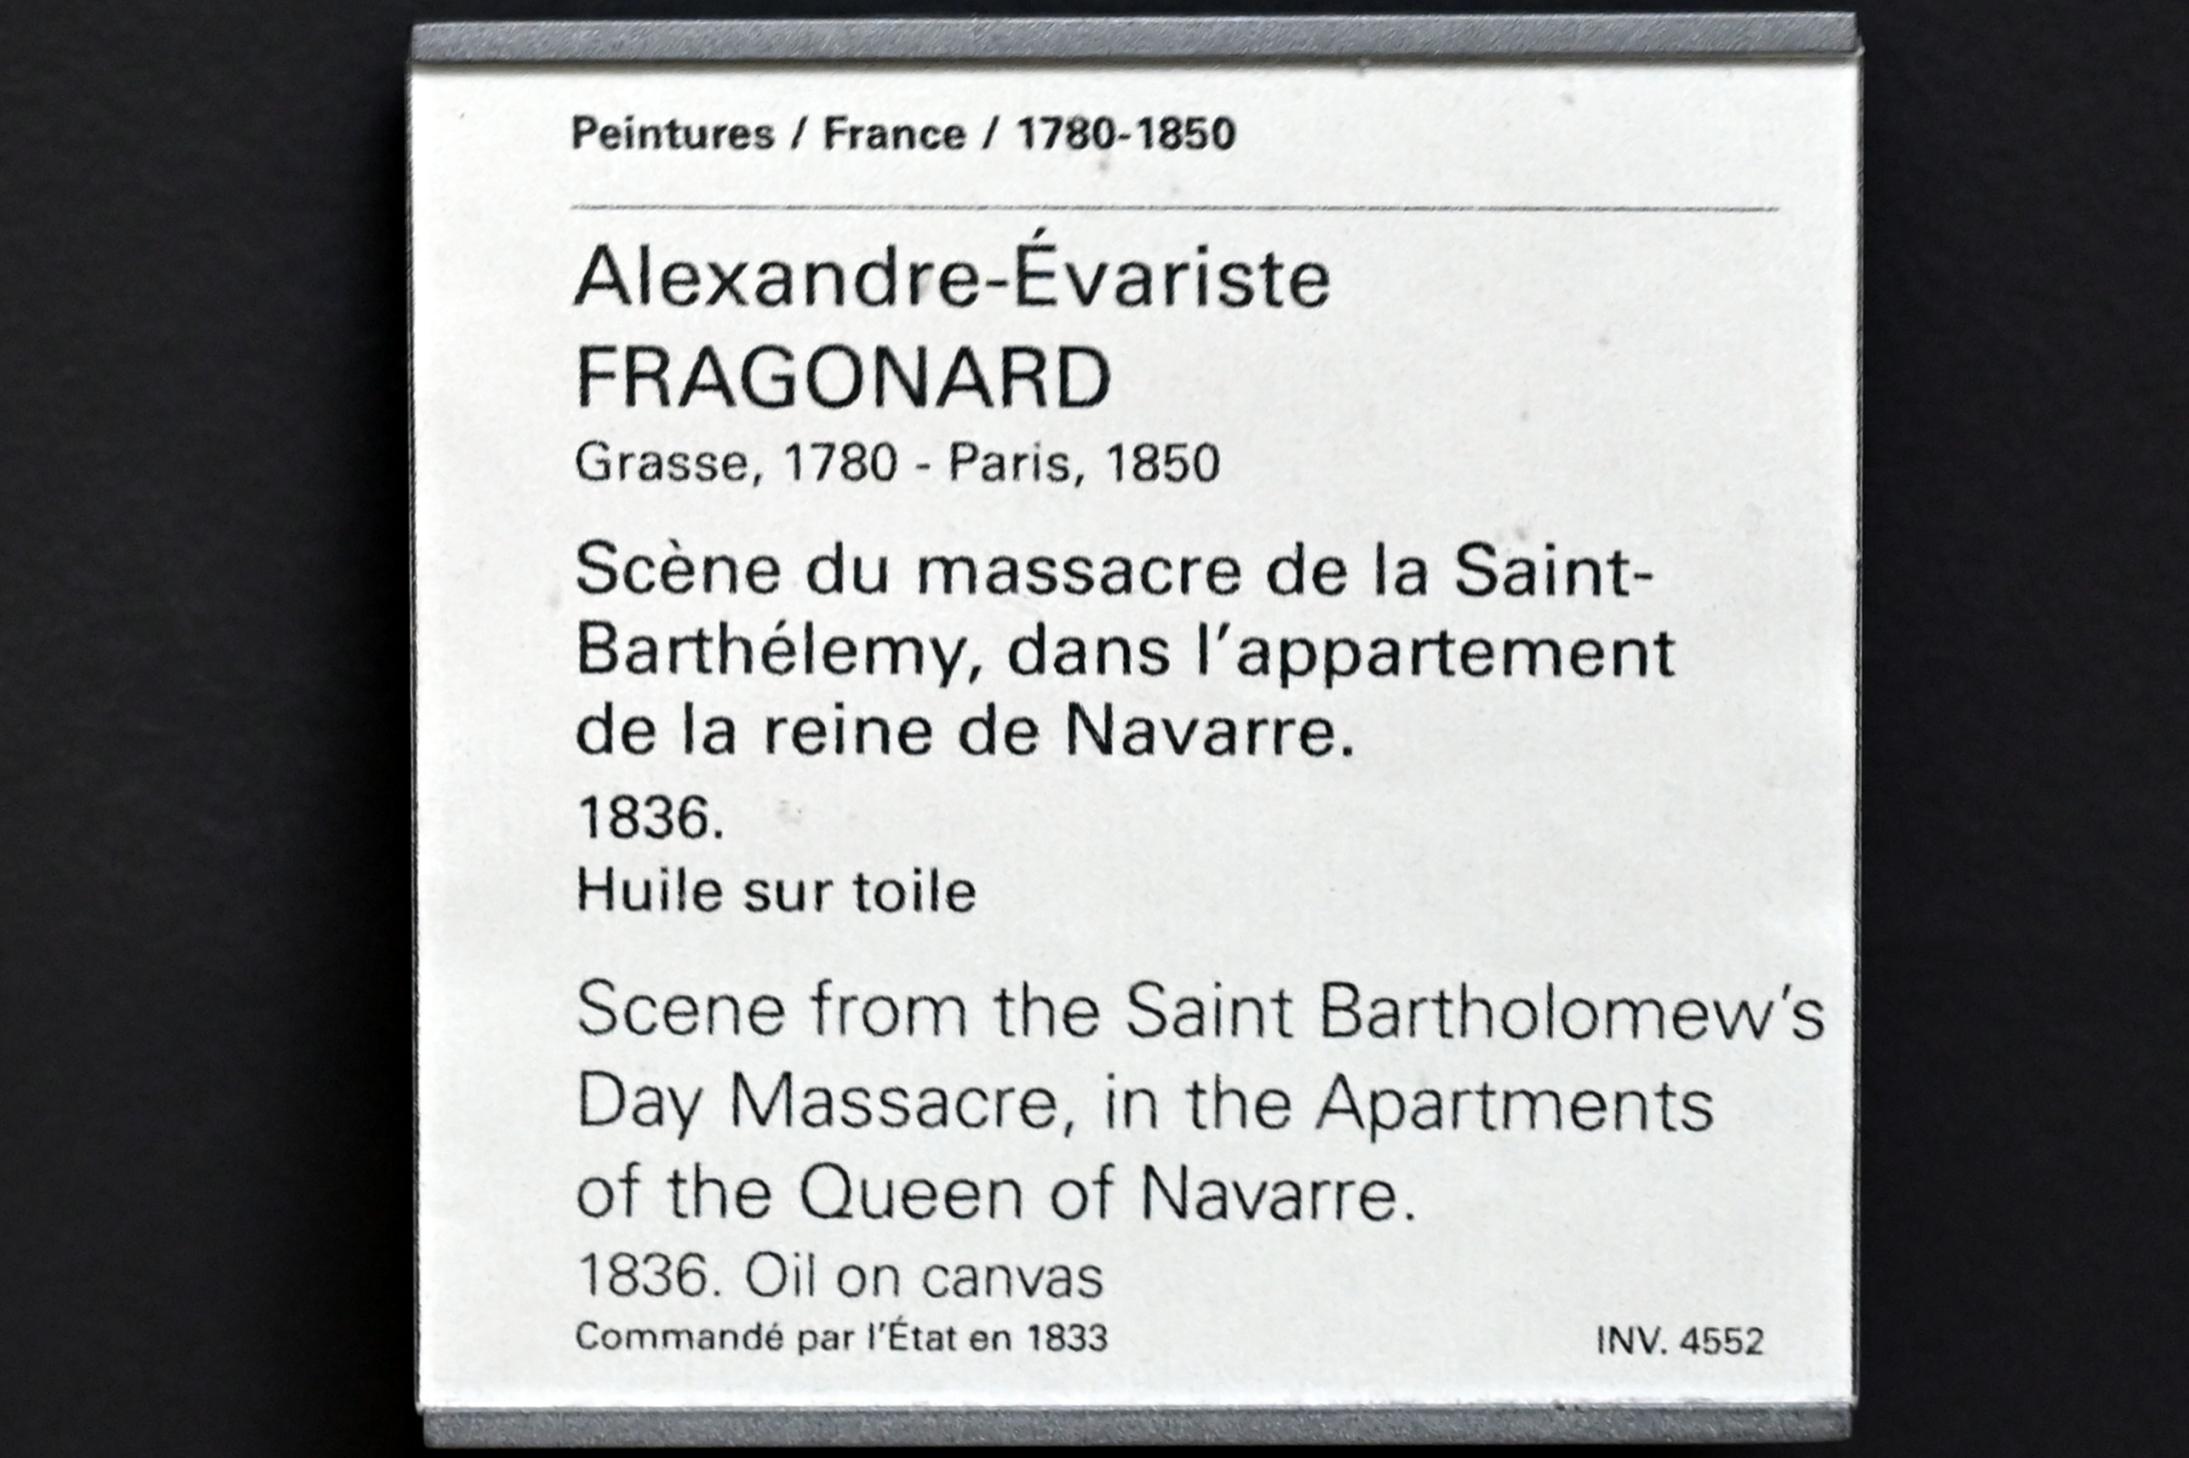 Peintures / France / 1780-1850
Alexandre-Évariste
FRAGONARD
Grasse, 1780 - Paris, 1850
Scène du massacre de la Saint-
Barthélemy, dans l'appartement
de la reine de Navarre.
1836.
Huile sur toile
Scene from the Saint Bartholomew's
Day Massacre, in the Apartments
of the Queen of Navarre.
1836. Oil on canvas
Commandé par l'État en 1833 INV. 4552